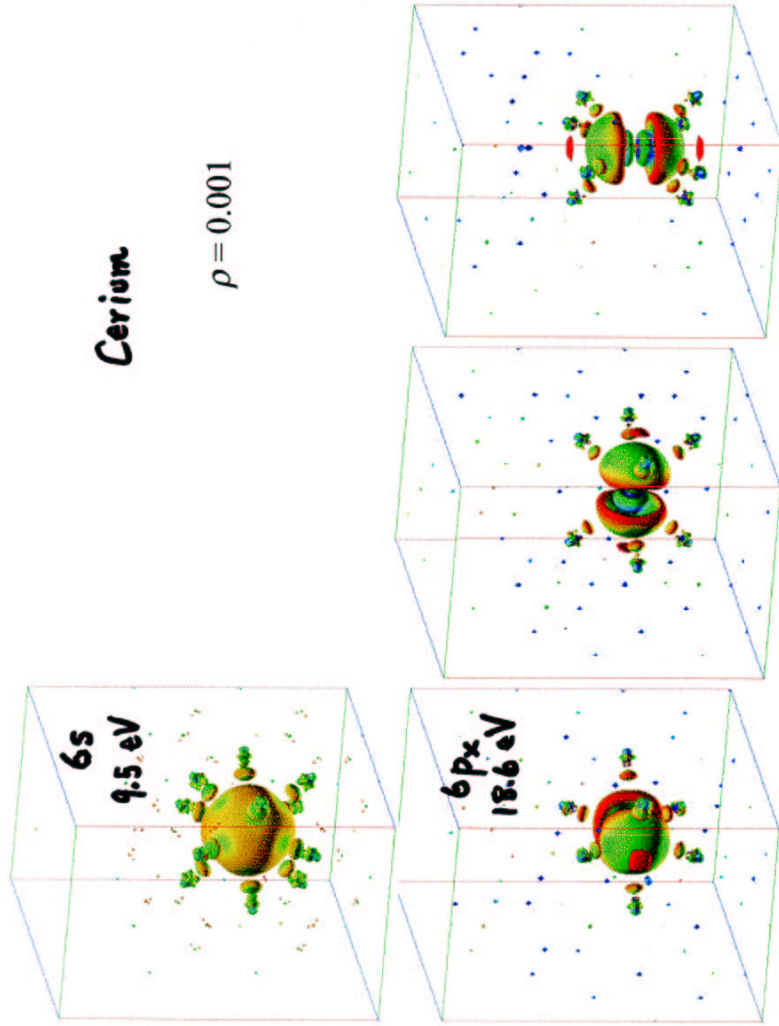 Cerium
ρ = 0.001
6s
9.5 eV
6px
18.6 eV